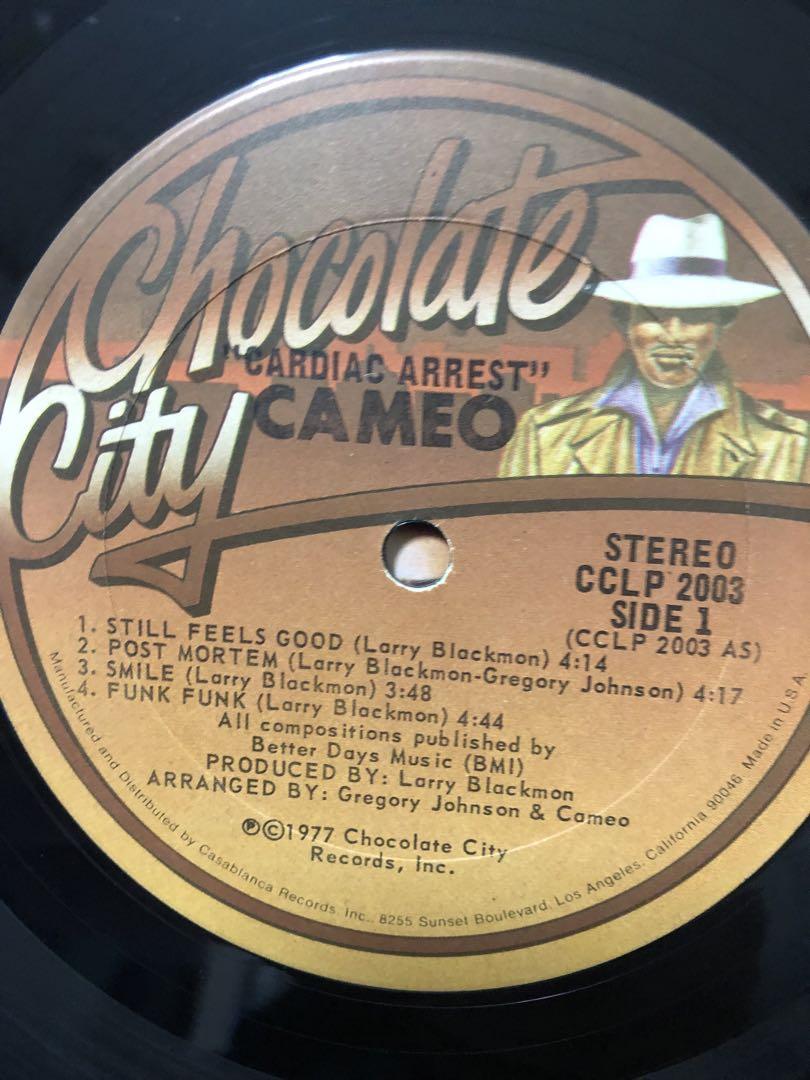 Chocolate
City
"CARDIAC ARREST"
CAMEO
STEREO
CCLP 2003
SIDE 1
(CCLP 2003 AS)
1. STILL FEELS GOOD (Larry Blackmon) 4:14
2. POST MORTEM (Larry Blackmon-Gregory Johnson) 4:17
3. SMILE (Larry Blackmon) 3:48
4. FUNK FUNK (Larry Blackmon) 4:44
All compositions published by
Better Days Music (BMI)
PRODUCED BY: Larry Blackmon
ARRANGED BY: Gregory Johnson & Cameo
℗©1977 Chocolate City
Records, Inc.
Manufactured and Distributed by Casablanca Records, Inc., 8255 Sunset Boulevard, Los Angeles, California 90046 Made in U.S.A.